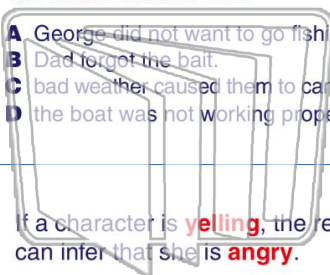 A George did not want to go fishi
B Dad forgot the bait.
C bad weather caused them to can
D the boat was not working prope
If a character is yelling, the re
can infer that she is angry.